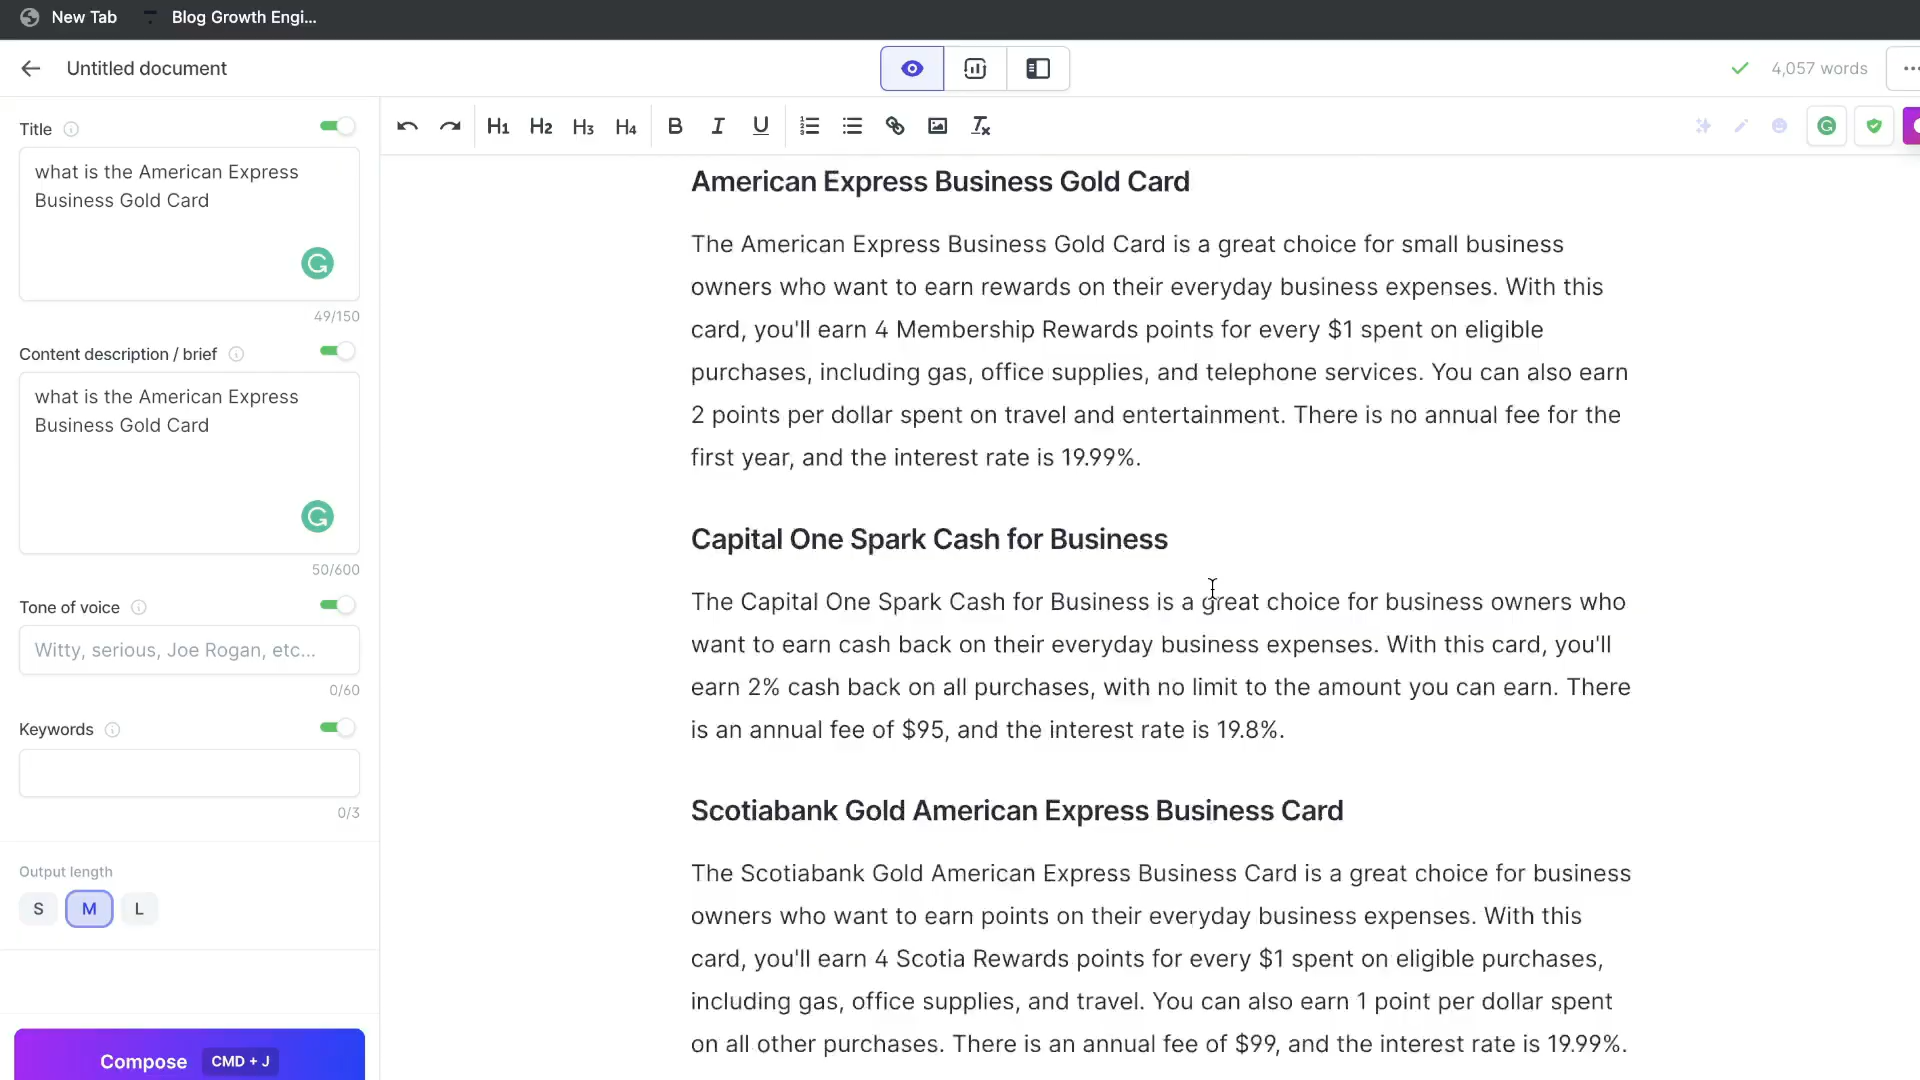 New Tab
Blog Growth Engi...
Untitled document
4,057 words
Title
what is the American Express
Business Gold Card
49/150
Content description / brief
what is the American Express
Business Gold Card
50/600
Tone of voice
Witty, serious, Joe Rogan, etc...
0/60
Keywords
0/3
Output length
S M L
Compose CMD + J
H1 H2 H3 H4 B I U
American Express Business Gold Card
The American Express Business Gold Card is a great choice for small business
owners who want to earn rewards on their everyday business expenses. With this
card, you'll earn 4 Membership Rewards points for every $1 spent on eligible
purchases, including gas, office supplies, and telephone services. You can also earn
2 points per dollar spent on travel and entertainment. There is no annual fee for the
first year, and the interest rate is 19.99%.
Capital One Spark Cash for Business
The Capital One Spark Cash for Business is a great choice for business owners who
want to earn cash back on their everyday business expenses. With this card, you'll
earn 2% cash back on all purchases, with no limit to the amount you can earn. There
is an annual fee of $95, and the interest rate is 19.8%.
Scotiabank Gold American Express Business Card
The Scotiabank Gold American Express Business Card is a great choice for business
owners who want to earn points on their everyday business expenses. With this
card, you'll earn 4 Scotia Rewards points for every $1 spent on eligible purchases,
including gas, office supplies, and travel. You can also earn 1 point per dollar spent
on all other purchases. There is an annual fee of $99, and the interest rate is 19.99%.